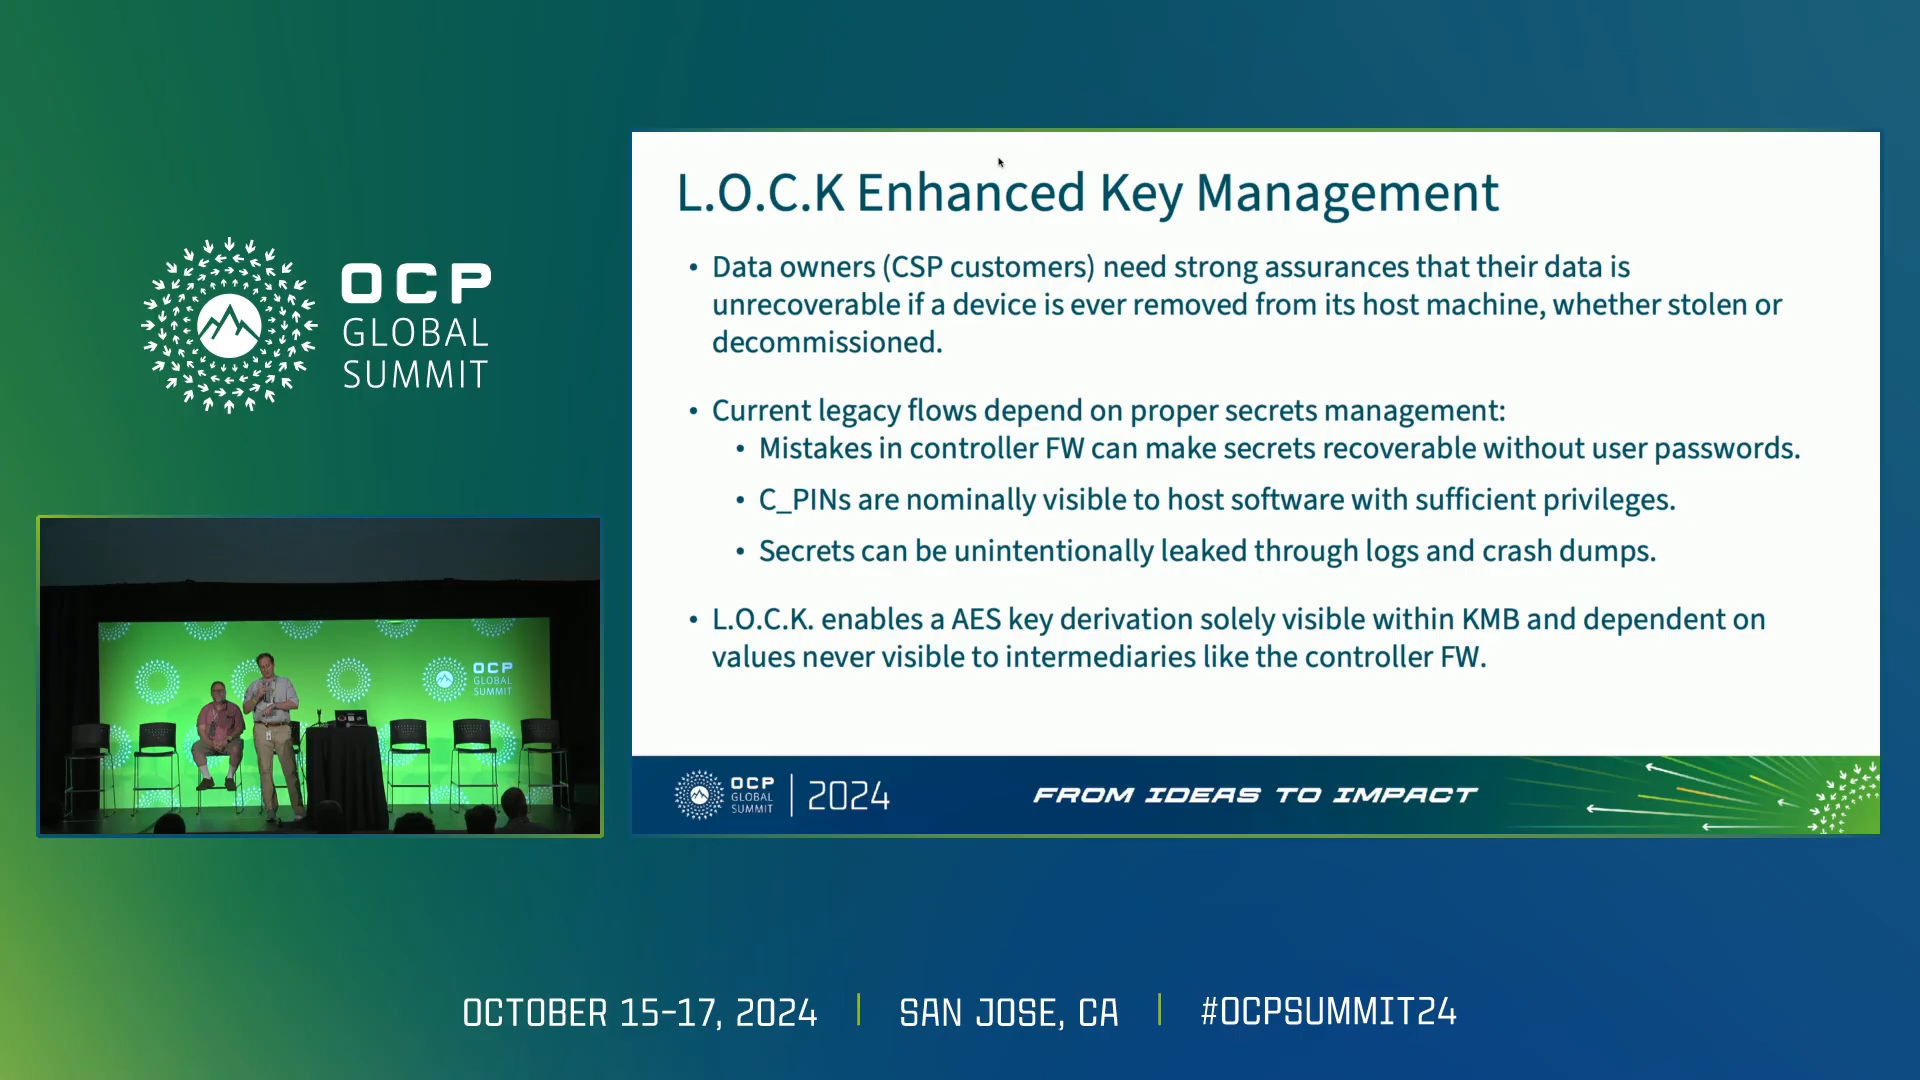 OCP
GLOBAL
SUMMIT
L.O.C.K Enhanced Key Management
• Data owners (CSP customers) need strong assurances that their data is
unrecoverable if a device is ever removed from its host machine, whether stolen or
decommissioned.
• Current legacy flows depend on proper secrets management:
• Mistakes in controller FW can make secrets recoverable without user passwords.
• C_PINs are nominally visible to host software with sufficient privileges.
• Secrets can be unintentionally leaked through logs and crash dumps.
• L.O.C.K. enables a AES key derivation solely visible within KMB and dependent on
values never visible to intermediaries like the controller FW.
OCP
GLOBAL
SUMMIT
2024
FROM IDEAS TO IMPACT
OCP
GLOBAL
SUMMIT
OCTOBER 15-17, 2024 | SAN JOSE, CA | #OCPSUMMIT24